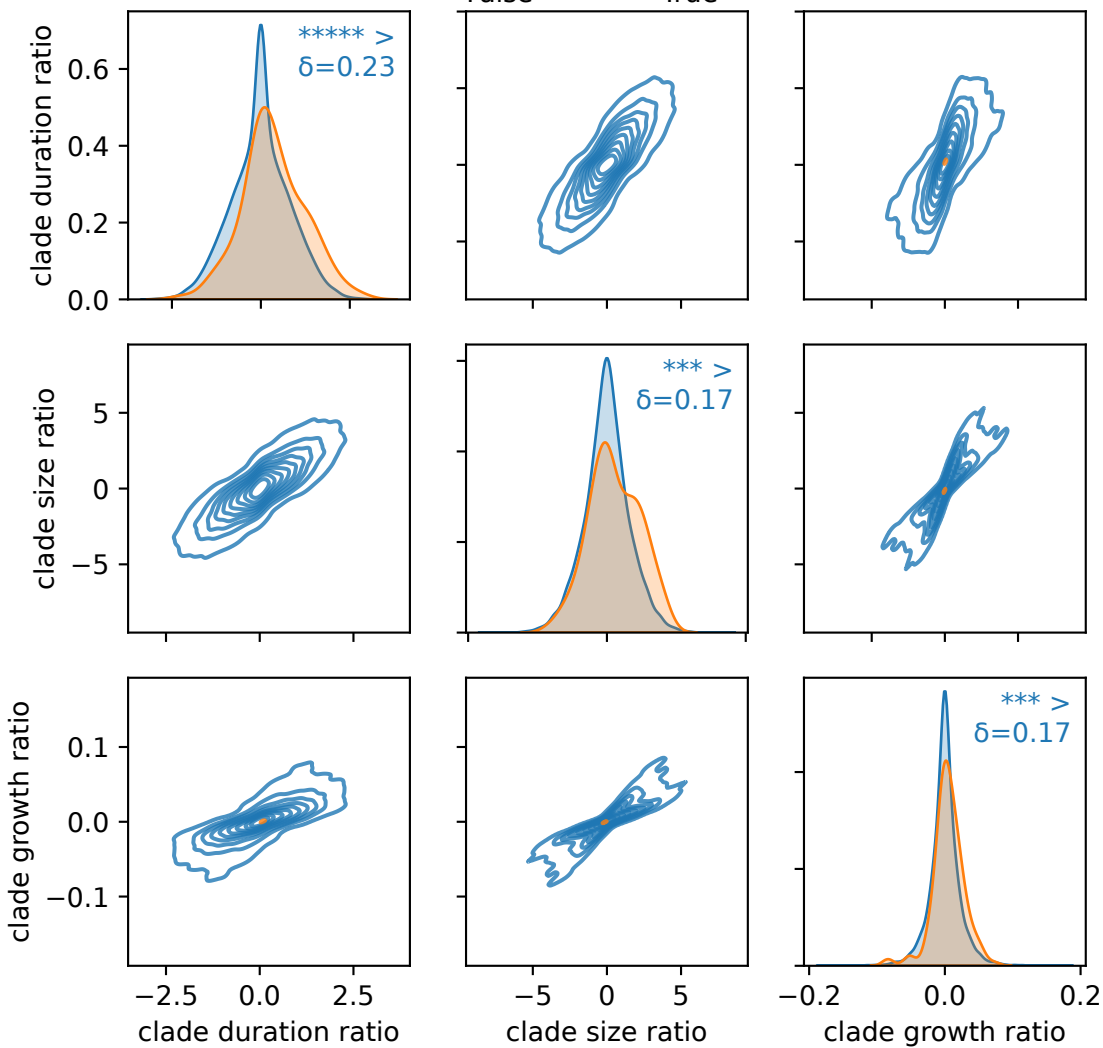 clade duration ratio
0.6
0.4
0.2
0.0
***** >
δ=0.23
clade size ratio
5
0
−5
*** >
δ=0.17
clade growth ratio
0.1
0.0
−0.1
*** >
δ=0.17
−2.5 0.0 2.5
−5 0 5
−0.2 0.0 0.2
clade duration ratio
clade size ratio
clade growth ratio